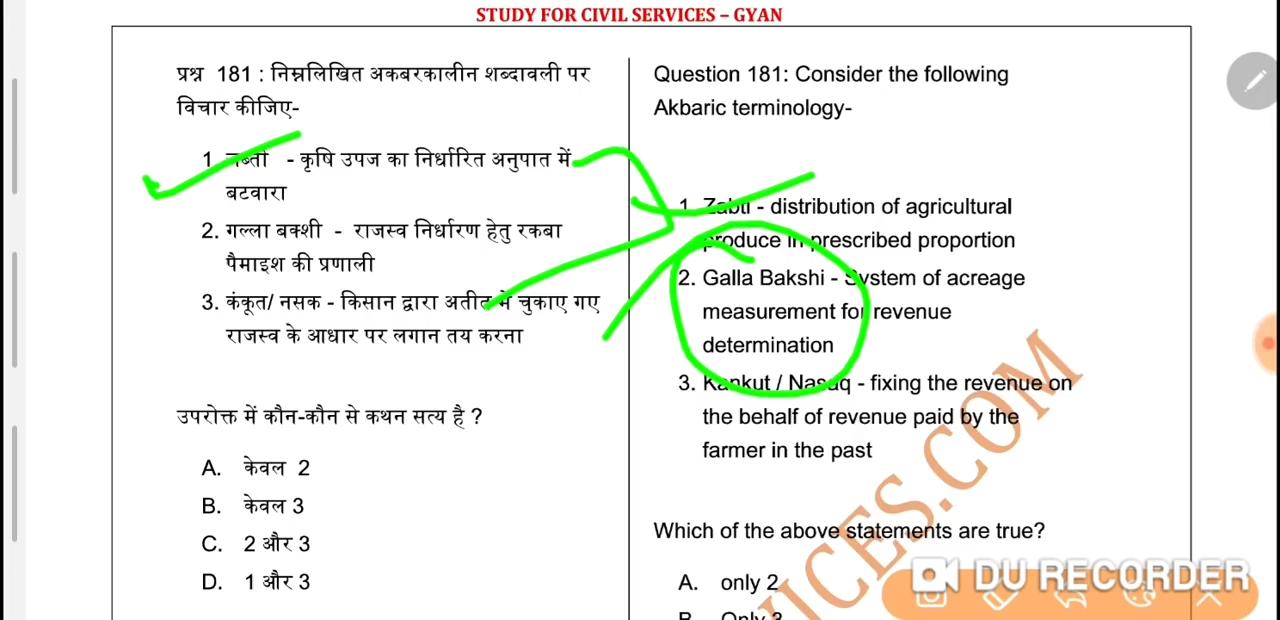 STUDY FOR CIVIL SERVICES – GYAN
प्रश्न 181 : निम्नलिखित अकबरकालीन शब्दावली पर
विचार कीजिए-
1 जब्ती - कृषि उपज का निर्धारित अनुपात में
बटवारा
2. गल्ला बक्शी - राजस्व निर्धारण हेतु रकबा
पैमाइश की प्रणाली
3. कंकूत/ नसक - किसान द्वारा अतीत में चुकाए गए
राजस्व के आधार पर लगान तय करना
उपरोक्त में कौन-कौन से कथन सत्य है ?
A. केवल 2
B. केवल 3
C. 2 और 3
D. 1 और 3
Question 181: Consider the following
Akbaric terminology-
1. Zabti - distribution of agricultural
produce in prescribed proportion
2. Galla Bakshi - System of acreage
measurement for revenue
determination
3. Kankut / Nasaq - fixing the revenue on
the behalf of revenue paid by the
farmer in the past
Which of the above statements are true?
A. only 2
B. Only 3
ICES.COM
DU RECORDER